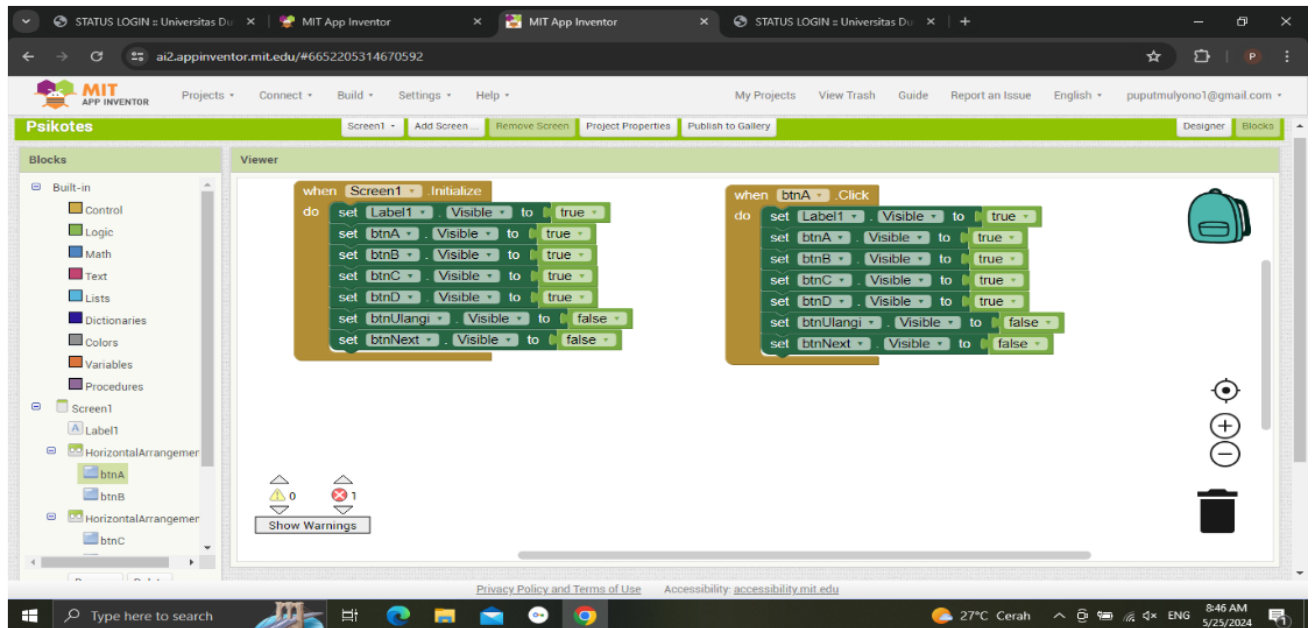 STATUS LOGIN :: Universitas Du
MIT App Inventor
MIT App Inventor
STATUS LOGIN :: Universitas Du
ai2.appinventor.mit.edu/#6652205314670592
P
MIT
APP INVENTOR
Projects
Connect
Build
Settings
Help
My Projects
View Trash
Guide
Report an Issue
English
puputmulyono1@gmail.com
Psikotes
Screen1
Add Screen ...
Remove Screen
Project Properties
Publish to Gallery
Designer
Blocks
Blocks
Built-in
Control
Logic
Math
Text
Lists
Dictionaries
Colors
Variables
Procedures
Screen1
A Label1
HorizontalArrangemer
btnA
btnB
HorizontalArrangemer
btnC
Viewer
when Screen1 .Initialize
do set Label1 . Visible to true
set btnA . Visible to true
set btnB . Visible to true
set btnC . Visible to true
set btnD . Visible to true
set btnUlangi . Visible to false
set btnNext . Visible to false
when btnA .Click
do set Label1 . Visible to true
set btnA . Visible to true
set btnB . Visible to true
set btnC . Visible to true
set btnD . Visible to true
set btnUlangi . Visible to false
set btnNext . Visible to false
0
1
Show Warnings
Privacy Policy and Terms of Use
Accessibility: accessibility.mit.edu
Type here to search
27°C Cerah
ENG
8:46 AM
5/25/2024